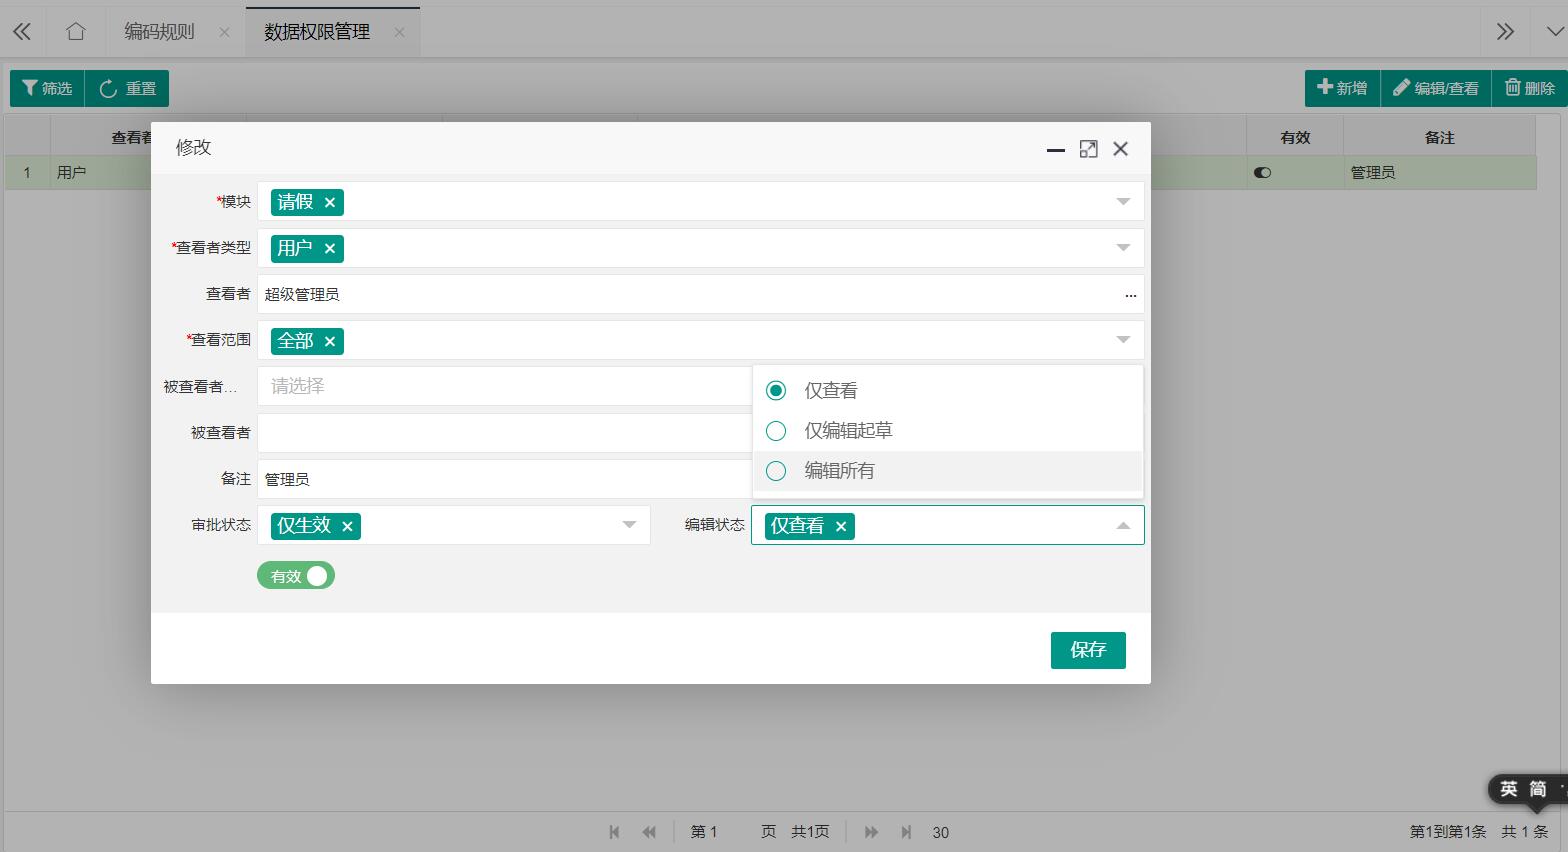 编码规则
数据权限管理
筛选 重置 新增 编辑/查看 删除
查看者 有效 备注
1 用户 管理员
修改
*模块 请假
*查看者类型 用户
查看者 超级管理员 ...
*查看范围 全部
被查看者... 请选择
仅查看
仅编辑起草
编辑所有
被查看者
备注 管理员
审批状态 仅生效 编辑状态 仅查看
有效
保存
英 简
第 1 页 共1页 30 第1到第1条 共 1 条